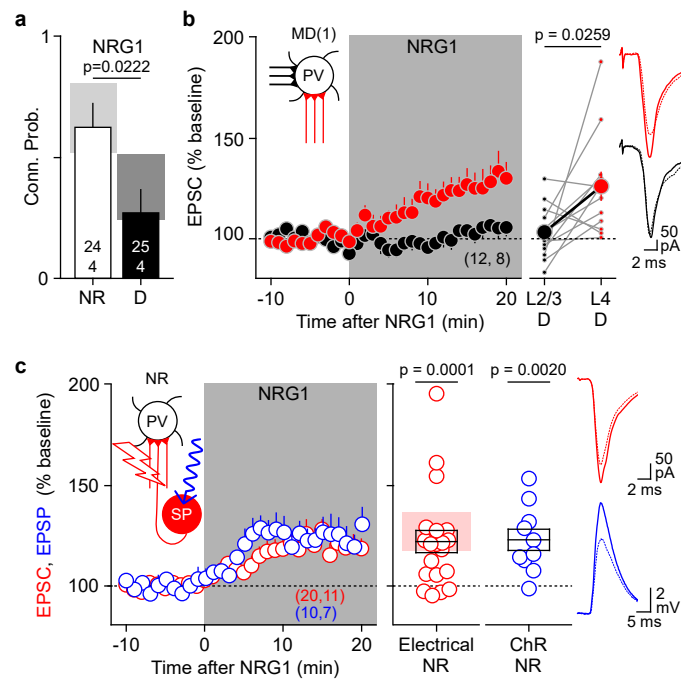 a
NRG1
p=0.0222
Conn. Prob.
1
0
24
4
25
4
NR
D
b
MD(1)
PV
NRG1
EPSC (% baseline)
200
150
100
(12, 8)
-10
0
10
20
Time after NRG1 (min)
p = 0.0259
L2/3
D
L4
D
50
pA
2 ms
c
NR
PV
SP
NRG1
EPSC, EPSP (% baseline)
200
150
100
(20,11)
(10,7)
-10
0
10
20
Time after NRG1 (min)
p = 0.0001
p = 0.0020
Electrical
NR
ChR
NR
50
pA
2 ms
2
mV
5 ms